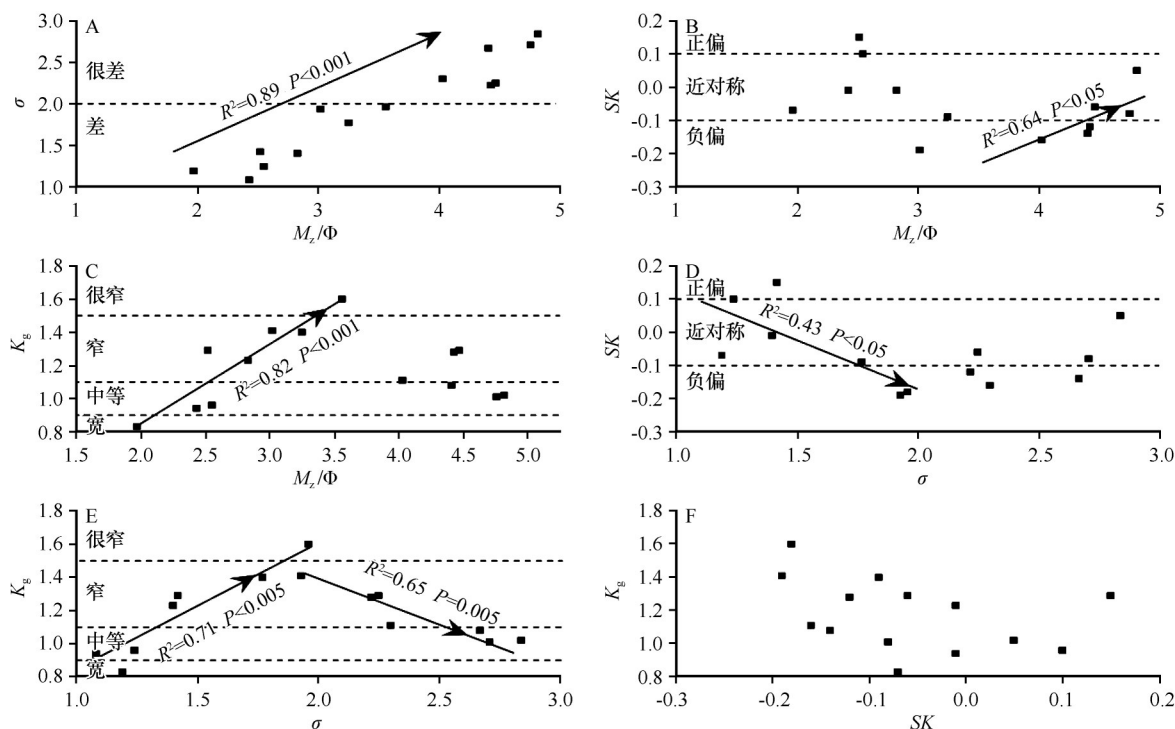 A
3.0
2.5
2.0
1.5
1.0
σ
很差
差
R²=0.89 P<0.001
1 2 3 4 5
M_z/Φ
B
0.2
0.1
0.0
-0.1
-0.2
-0.3
SK
正偏
近对称
负偏
R²=0.64 P<0.05
1 2 3 4 5
M_z/Φ
C
1.8
1.6
1.4
1.2
1.0
0.8
K_g
很窄
窄
中等
宽
R²=0.82 P<0.001
1.5 2.0 2.5 3.0 3.5 4.0 4.5 5.0
M_z/Φ
D
0.2
0.1
0.0
-0.1
-0.2
-0.3
SK
正偏
近对称
负偏
R²=0.43 P<0.05
1.0 1.5 2.0 2.5 3.0
σ
E
1.8
1.6
1.4
1.2
1.0
0.8
K_g
很窄
窄
中等
宽
R²=0.71 P<0.005
R²=0.65 P=0.005
1.0 1.5 2.0 2.5 3.0
σ
F
1.8
1.6
1.4
1.2
1.0
0.8
K_g
-0.3 -0.2 -0.1 0.0 0.1 0.2
SK